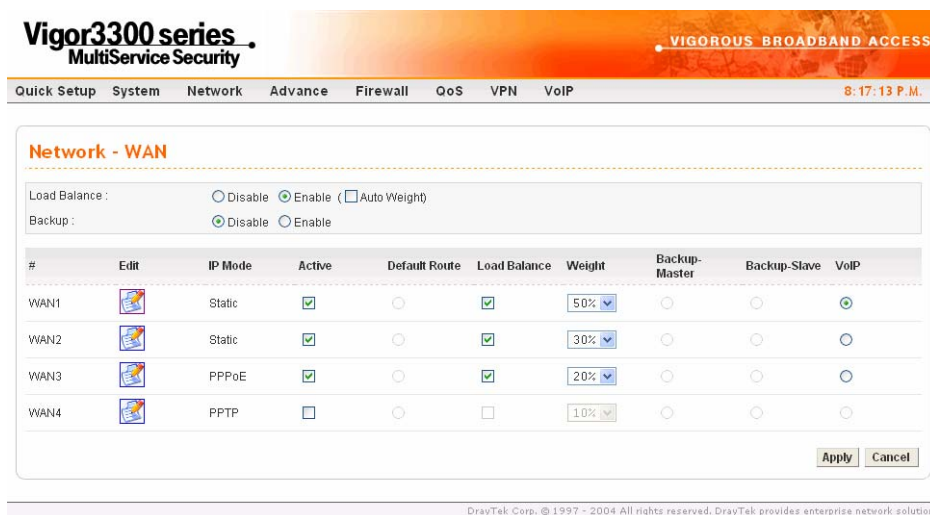 Vigor3300 series
MultiService Security
VIGOROUS BROADBAND ACCESS
Quick Setup System Network Advance Firewall QoS VPN VoIP 8:17:13 P.M.
Network - WAN
Load Balance : Disable Enable ( Auto Weight)
Backup : Disable Enable
# Edit IP Mode Active Default Route Load Balance Weight Backup-Master Backup-Slave VoIP
WAN1 Static 50%
WAN2 Static 30%
WAN3 PPPoE 20%
WAN4 PPTP 10%
Apply Cancel
DrayTek Corp. © 1997 - 2004 All rights reserved. DrayTek provides enterprise network solutio